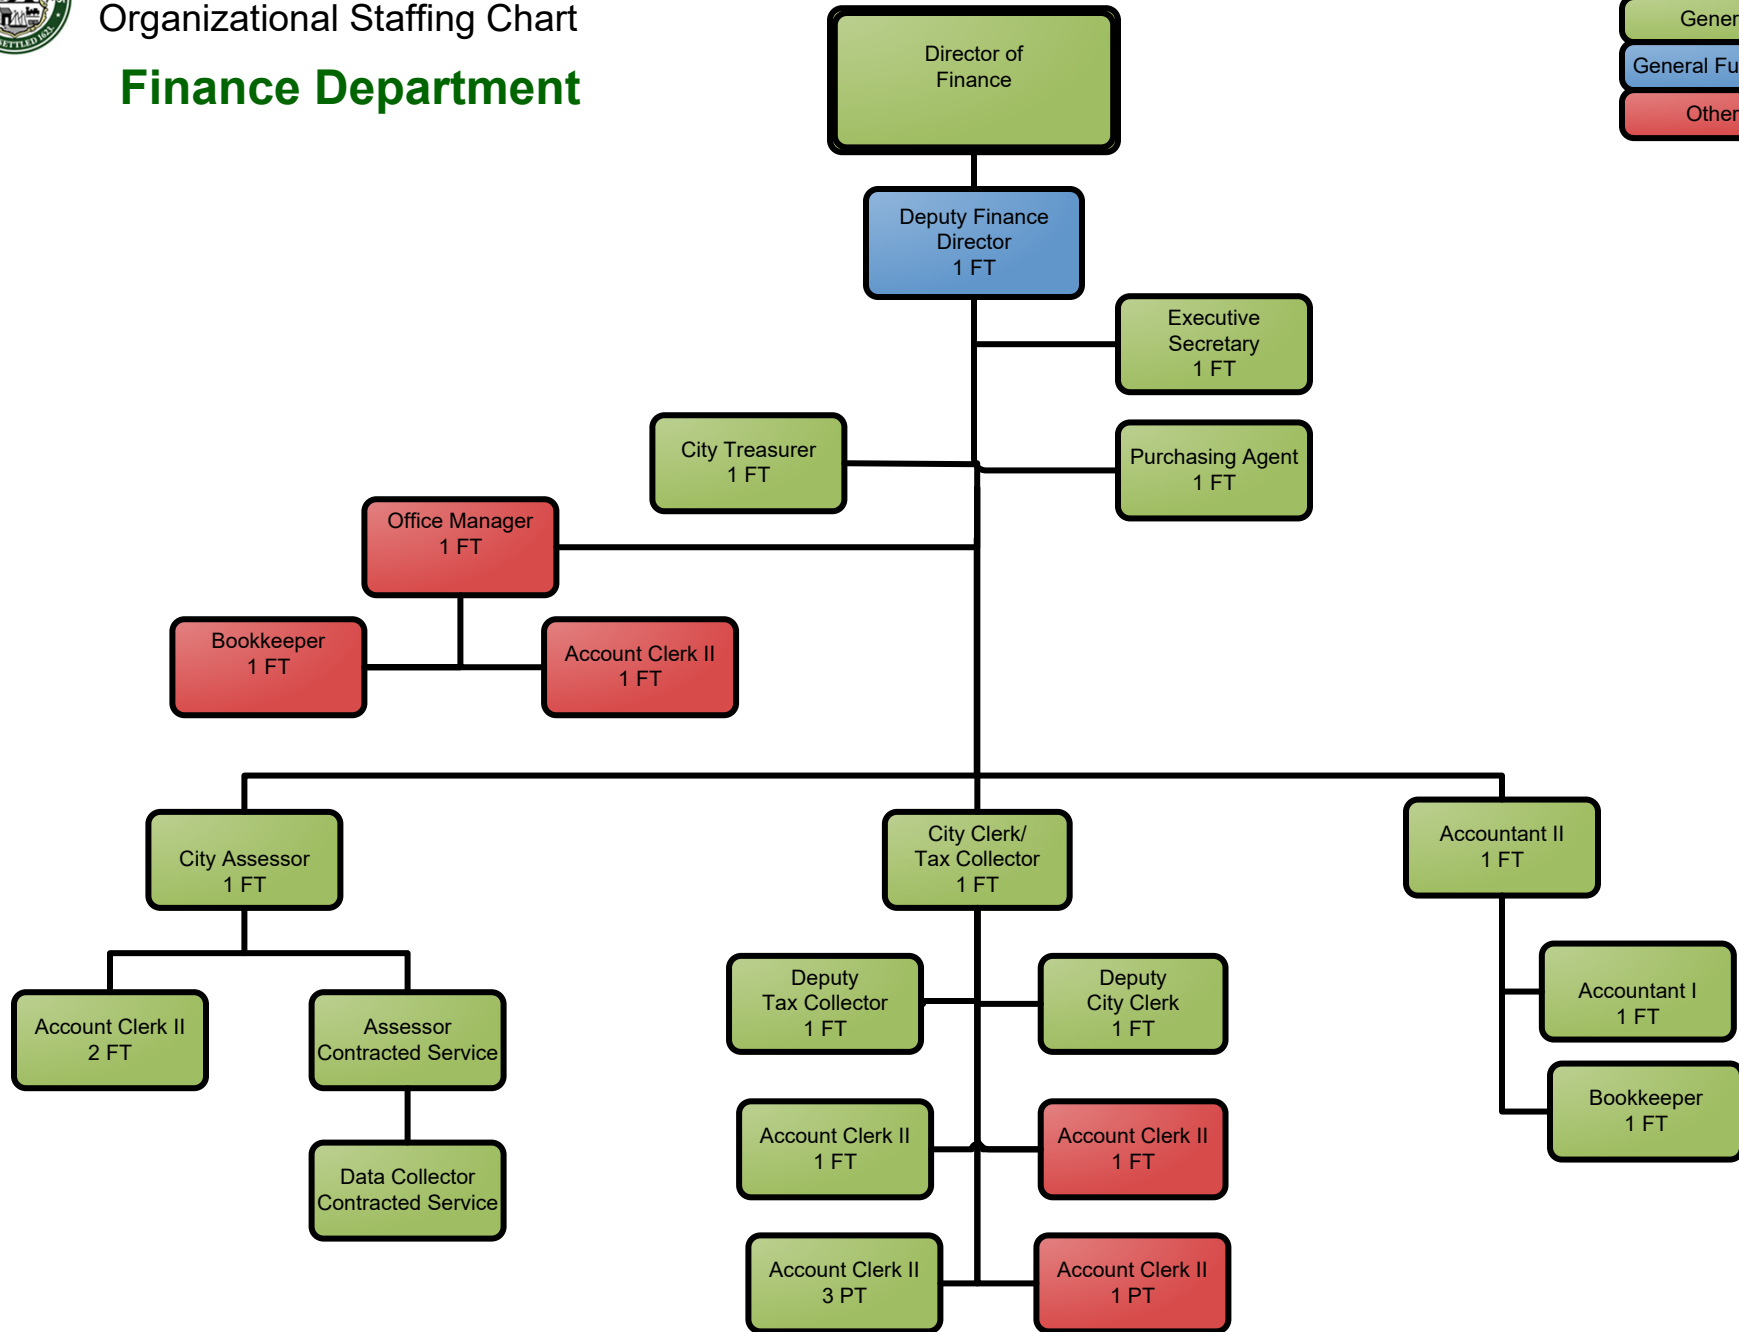 Organizational Staffing Chart
Finance Department
SETTLED 1623
Director of
Finance
General Fu
Other
Deputy Finance
Director
1 FT
Executive
Secretary
1 FT
City Treasurer
1 FT
Purchasing Agent
1 FT
Office Manager
1 FT
Bookkeeper
1 FT
Account Clerk II
1 FT
City Assessor
1 FT
City Clerk/
Tax Collector
1 FT
Accountant II
1 FT
Account Clerk II
2 FT
Assessor
Contracted Service
Data Collector
Contracted Service
Deputy
Tax Collector
1 FT
Deputy
City Clerk
1 FT
Accountant I
1 FT
Bookkeeper
1 FT
Account Clerk II
1 FT
Account Clerk II
1 FT
Account Clerk II
3 PT
Account Clerk II
1 PT